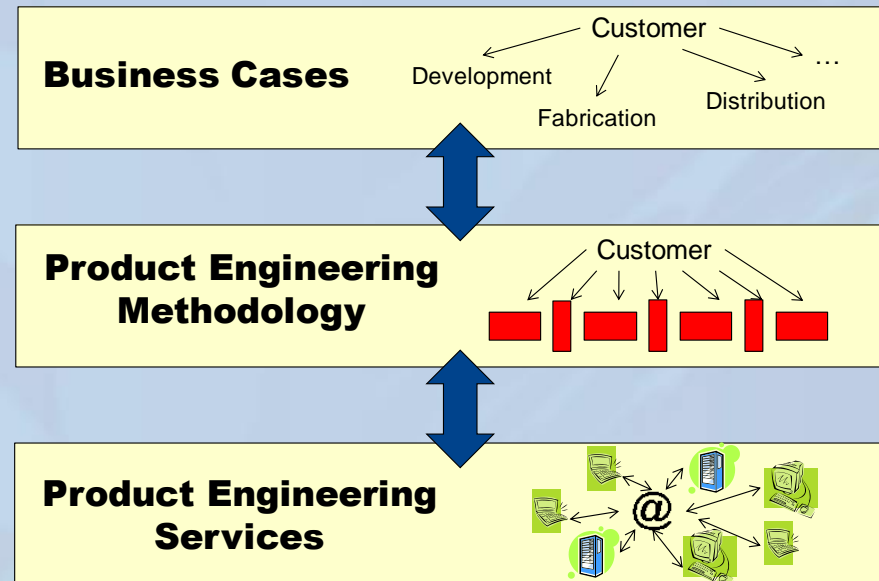 Business Cases
Customer
Development
Fabrication
Distribution
…
Product Engineering
Methodology
Customer
Product Engineering
Services
@